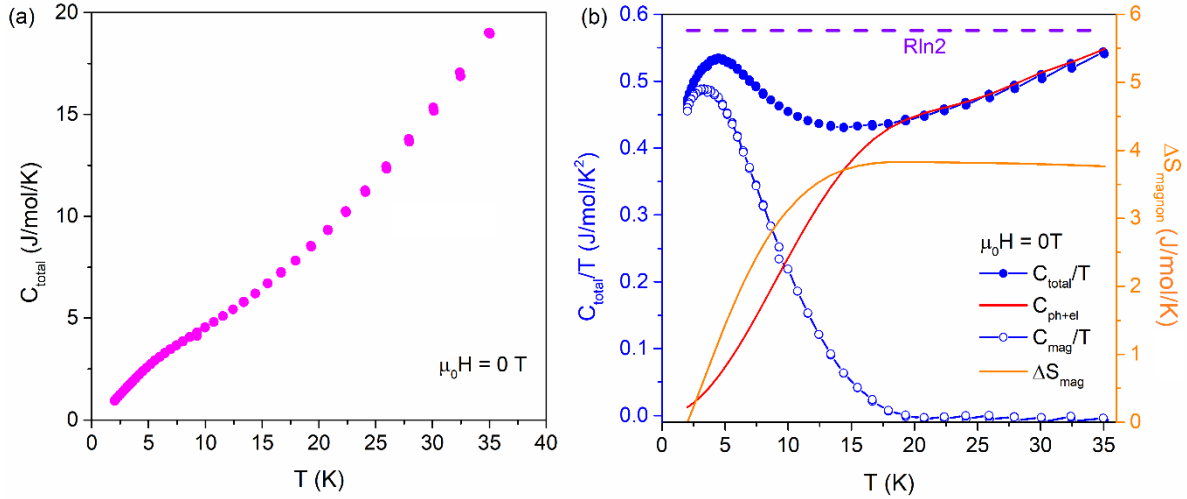 (a)
20
15
10
5
0
C_total (J/mol/K)
μ₀H = 0 T
0 5 10 15 20 25 30 35 40
T (K)
(b)
0.6
0.5
0.4
0.3
0.2
0.1
0.0
C_total/T (J/mol/K²)
Rln2
μ₀H = 0T
C_total/T
C_ph+el
C_mag/T
ΔS_mag
6
5
4
3
2
1
0
ΔS_magnon (J/mol/K)
0 5 10 15 20 25 30 35
T (K)